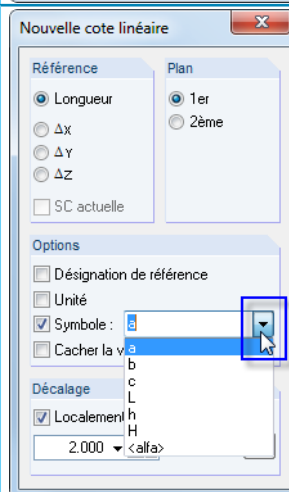 Nouvelle cote linéaire
Référence
Plan
Longueur
1er
ΔX
2ème
ΔY
ΔZ
SC actuelle
Options
Désignation de référence
Unité
Symbole : a
Cacher la v
a
b
c
L
Décalage
Localement
h
H
2.000
<alfa>